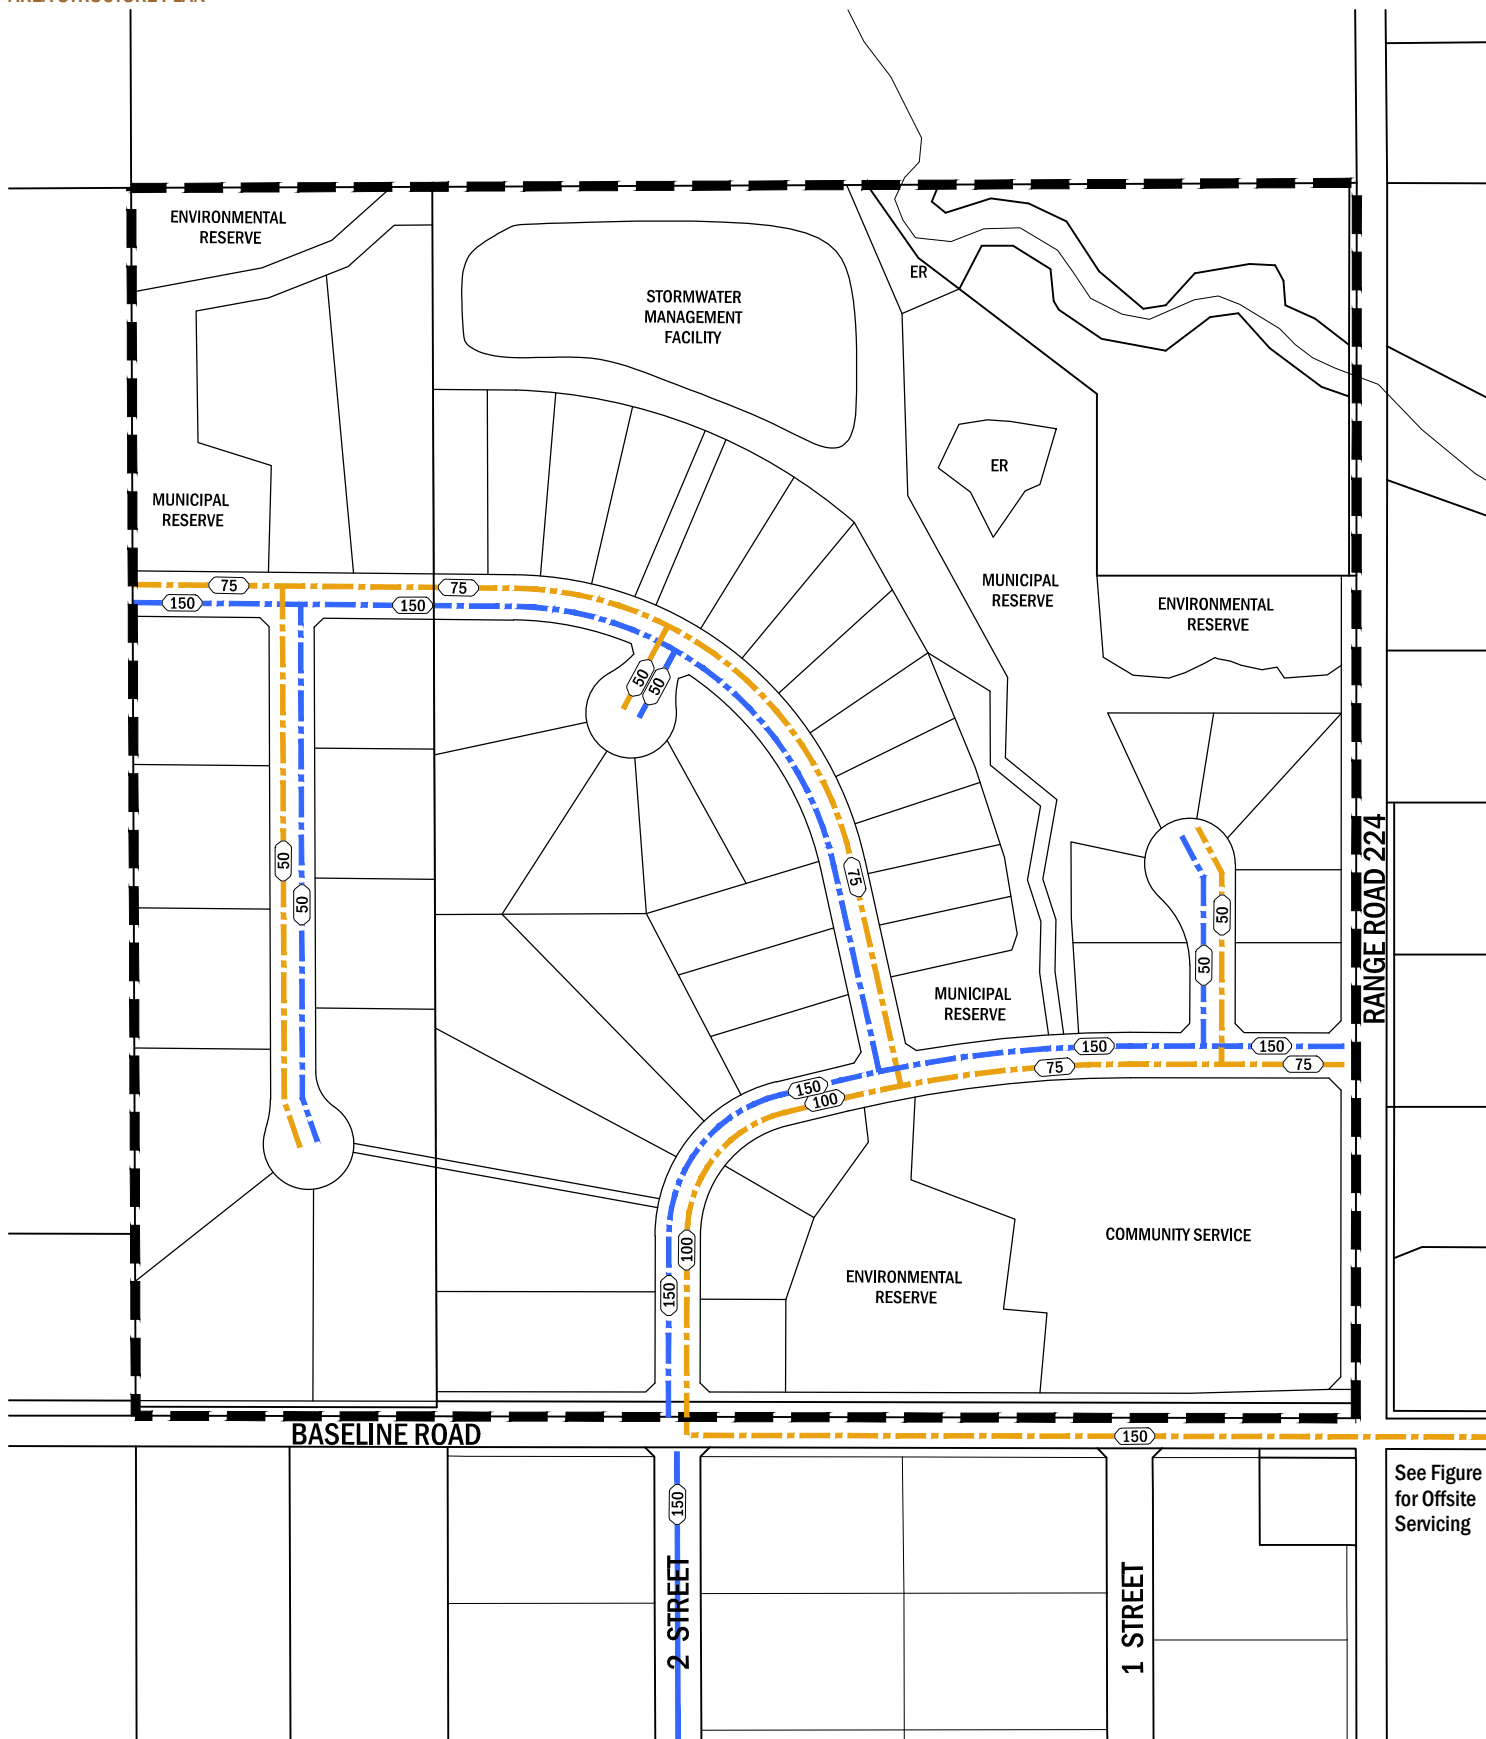 ENVIRONMENTAL
RESERVE
STORMWATER
MANAGEMENT
FACILITY
ER
ER
MUNICIPAL
RESERVE
MUNICIPAL
RESERVE
ENVIRONMENTAL
RESERVE
75
75
150
150
50
50
50
50
75
50
50
RANGE ROAD 224
MUNICIPAL
RESERVE
150
150
75
75
150
100
100
150
COMMUNITY SERVICE
ENVIRONMENTAL
RESERVE
BASELINE ROAD
150
150
2 STREET
1 STREET
See Figure
for Offsite
Servicing